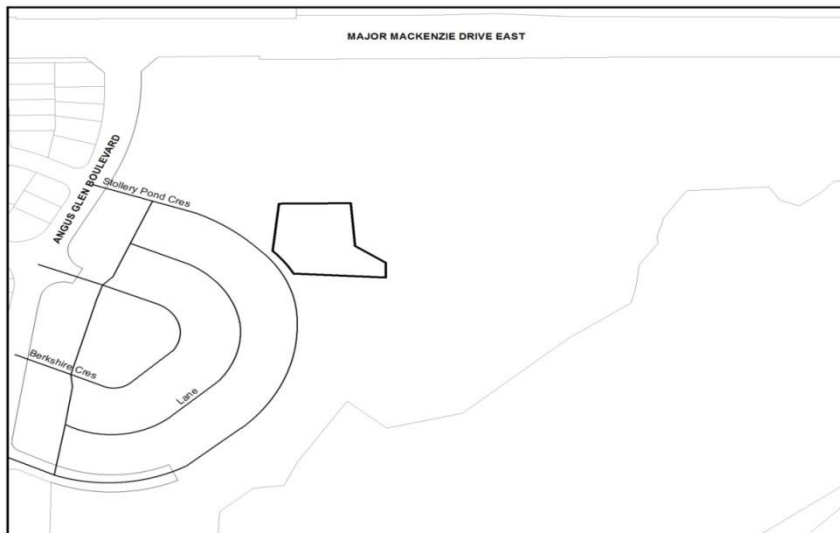 MAJOR MACKENZIE DRIVE EAST
ANGUS GLEN BOULEVARD
Stollery Pond Cres
Berkshire Cres
Lane